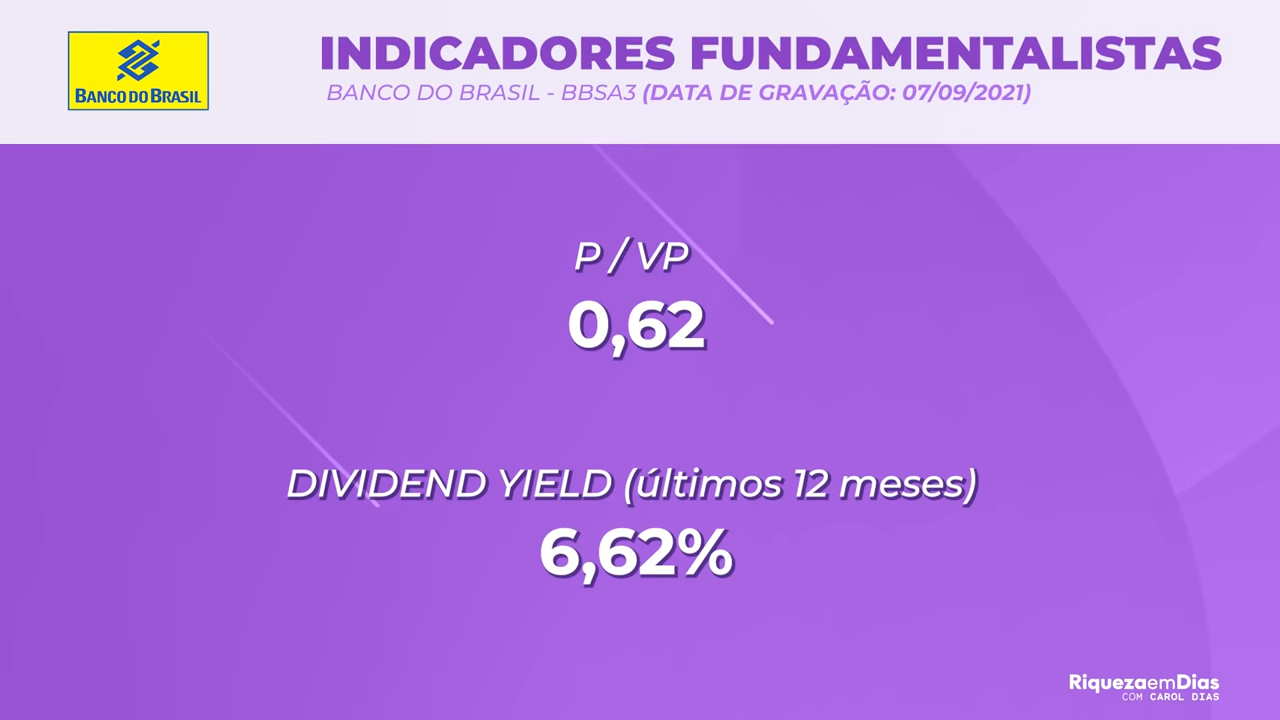 BANCO DO BRASIL
INDICADORES FUNDAMENTALISTAS
BANCO DO BRASIL - BBSA3 (DATA DE GRAVAÇÃO: 07/09/2021)
P / VP
0,62
DIVIDEND YIELD (últimos 12 meses)
6,62%
RiquezaemDias
COM CAROL DIAS